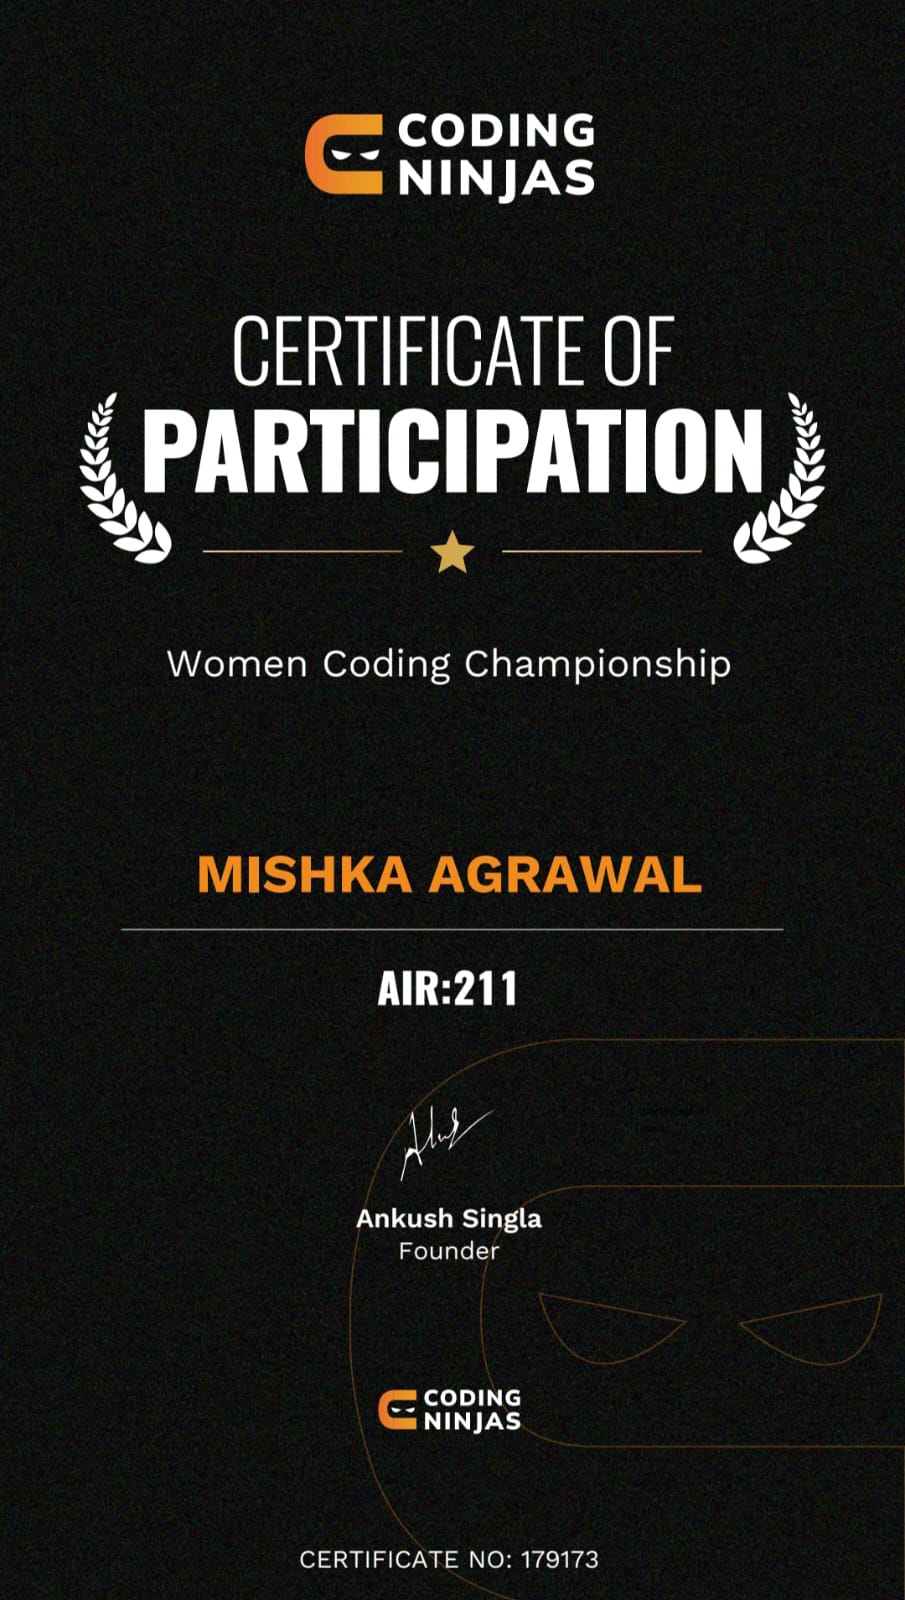 CODING
NINJAS
CERTIFICATE OF
PARTICIPATION
Women Coding Championship
MISHKA AGRAWAL
AIR:211
Ankush Singla
Founder
CODING
NINJAS
CERTIFICATE NO: 179173